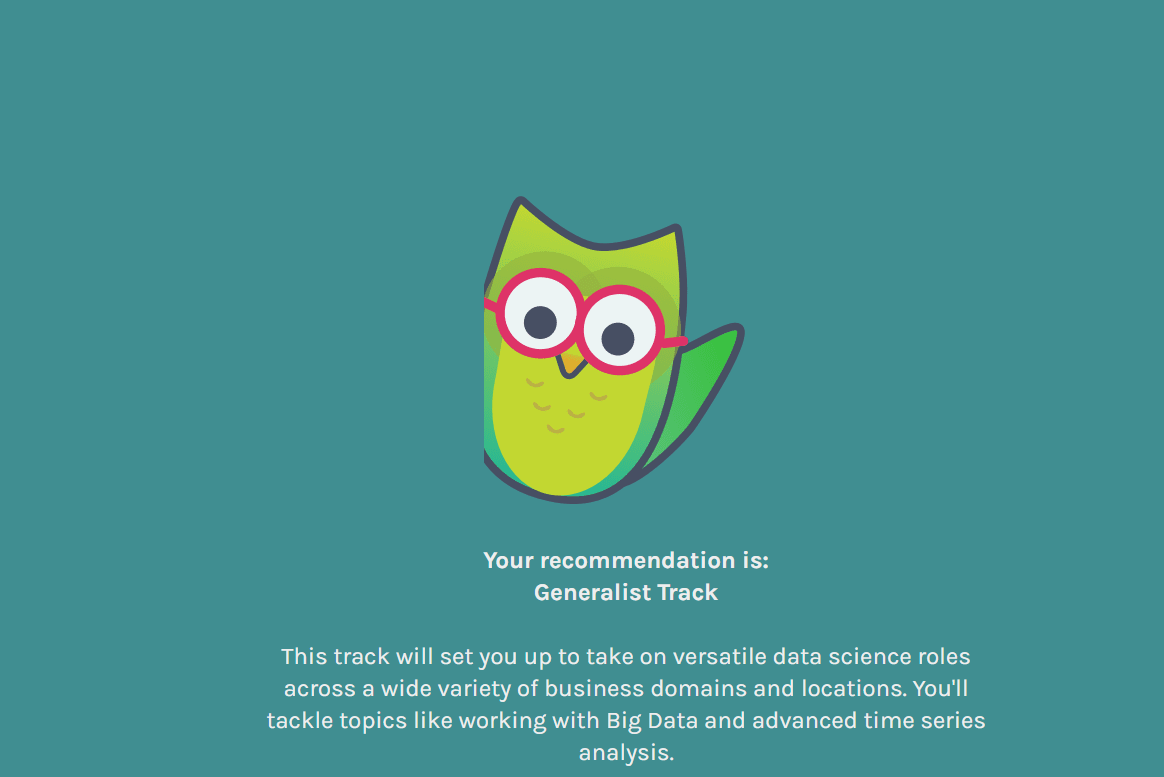 Your recommendation is:
Generalist Track
This track will set you up to take on versatile data science roles
across a wide variety of business domains and locations. You'll
tackle topics like working with Big Data and advanced time series
analysis.